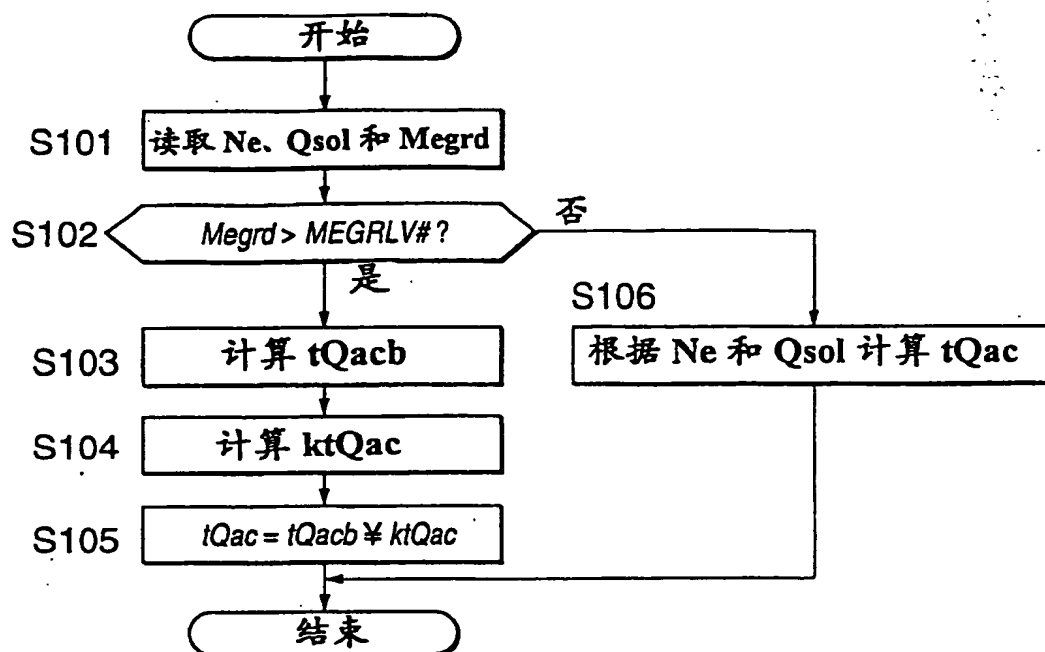 开始
S101
读取 Ne、Qsol 和 Megrd
S102
Megrd > MEGRLV# ?
否
是
S103
计算 tQacb
S106
根据 Ne 和 Qsol 计算 tQac
S104
计算 ktQac
S105
tQac = tQacb ¥ ktQac
结束